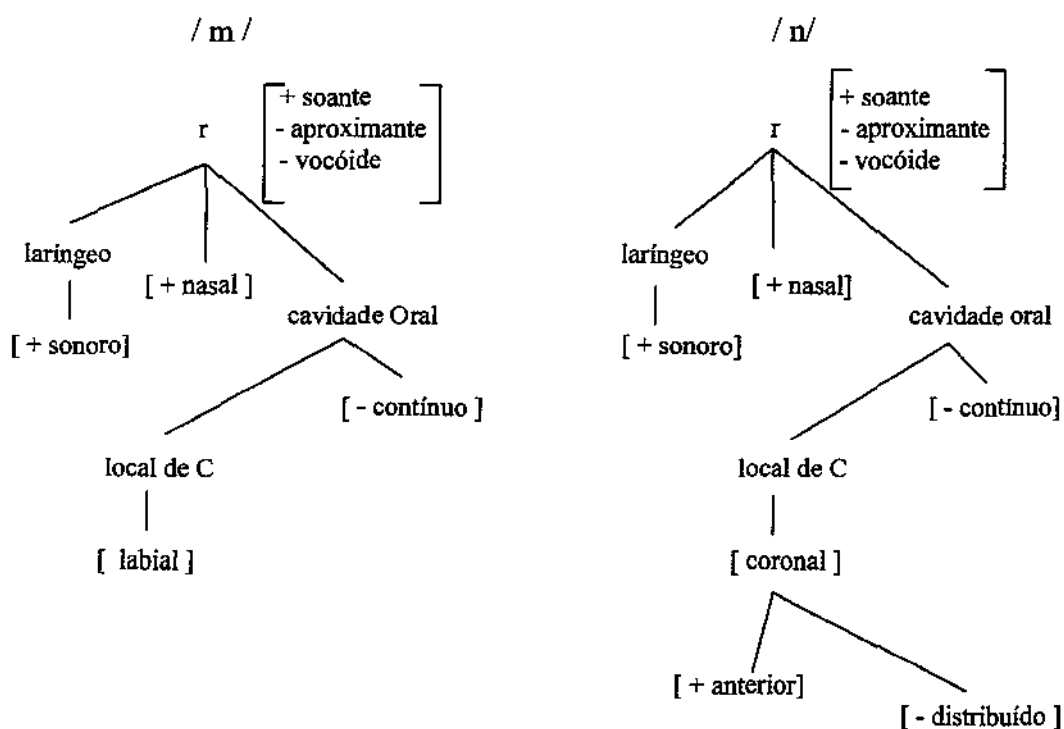 / m /
r
+ soante
- aproximante
- vocóide
laríngeo
[ + nasal ]
[ + sonoro]
cavidade Oral
[ - contínuo ]
local de C
[ labial ]
/ n/
r
+ soante
- aproximante
- vocóide
laríngeo
[ + nasal]
[ + sonoro]
cavidade oral
[ - contínuo]
local de C
[ coronal ]
[ + anterior]
[ - distribuído ]